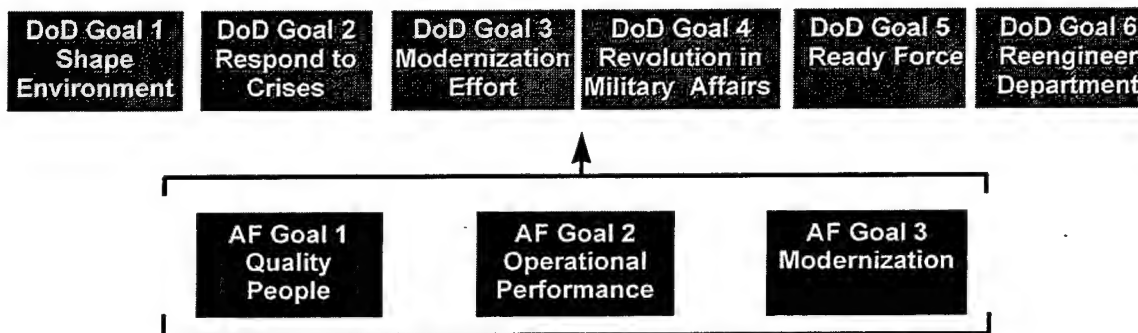 DoD Goal 1
Shape
Environment
DoD Goal 2
Respond to
Crises
DoD Goal 3
Modernization
Effort
DoD Goal 4
Revolution in
Military Affairs
DoD Goal 5
Ready Force
DoD Goal 6
Reengineer
Department
AF Goal 1
Quality
People
AF Goal 2
Operational
Performance
AF Goal 3
Modernization